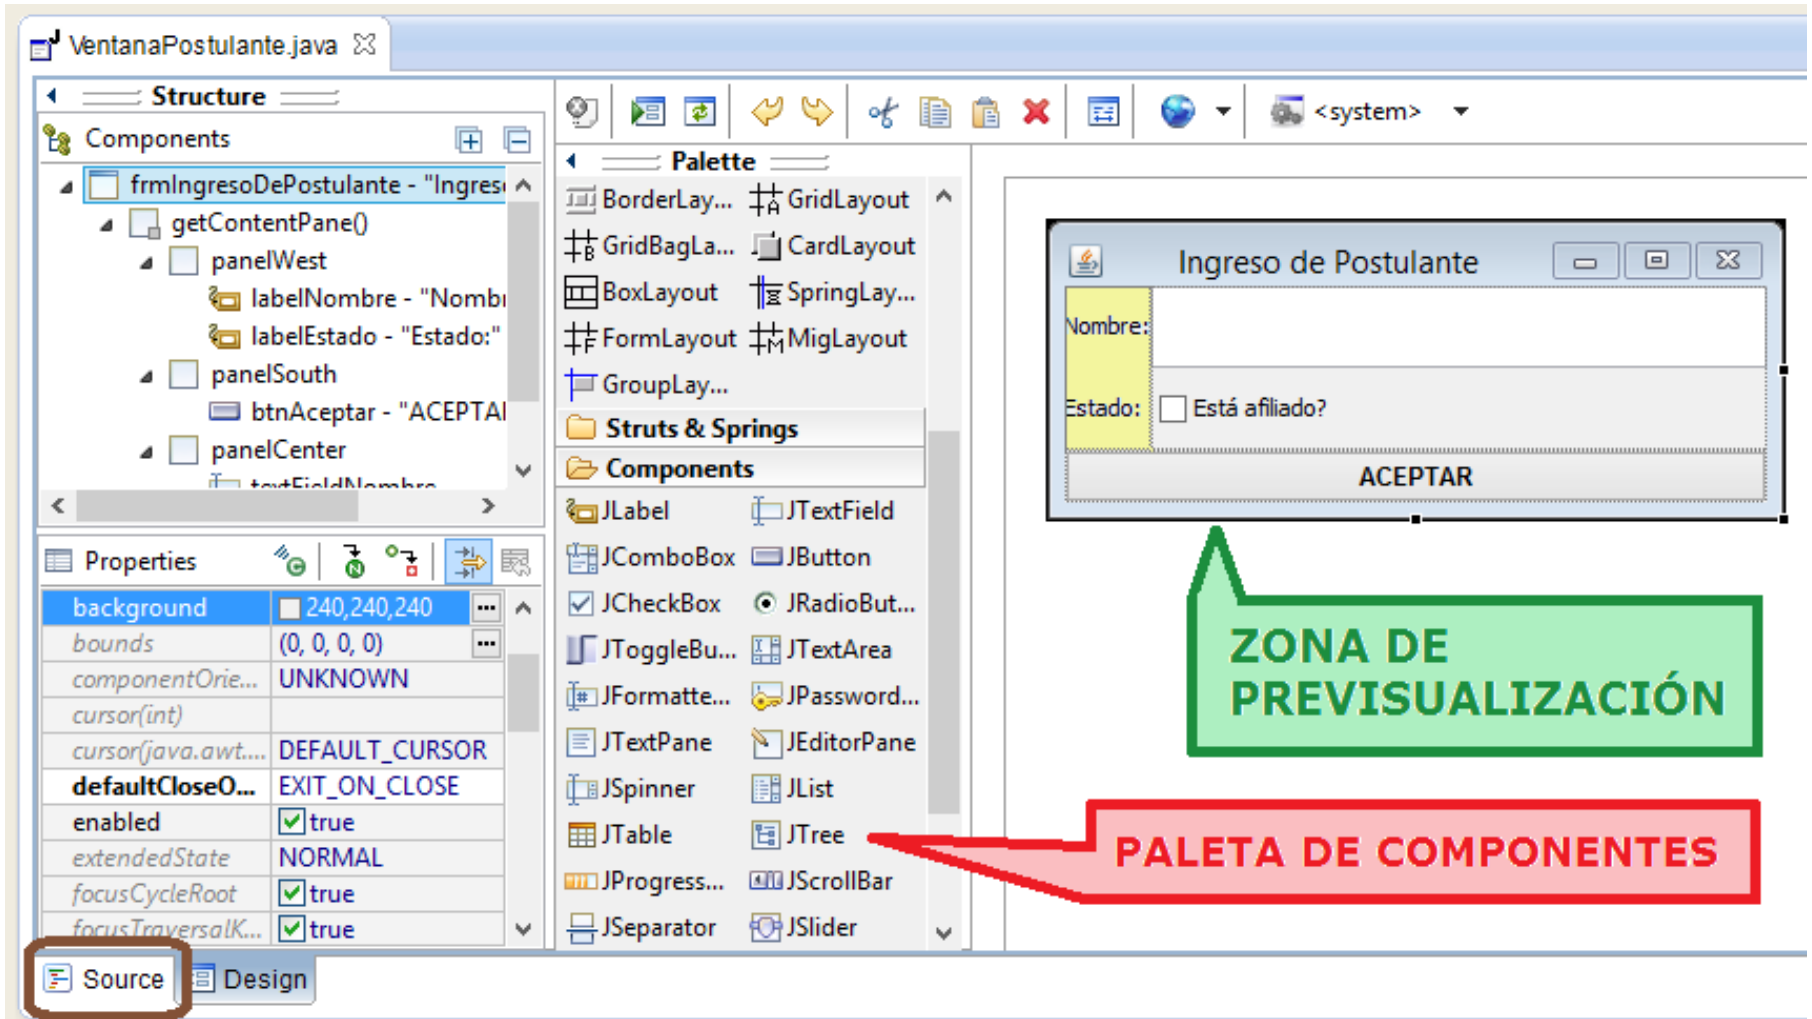 VentanaPostulante.java
Structure
Components
frmIngresoDePostulante - "Ingres
getContentPane()
panelWest
labelNombre - "Nombr
labelEstado - "Estado:"
panelSouth
btnAceptar - "ACEPTAI
panelCenter
textFieldNombre
Properties
background 240,240,240
bounds (0, 0, 0, 0)
componentOrie... UNKNOWN
cursor(int)
cursor(java.awt.... DEFAULT_CURSOR
defaultCloseO... EXIT_ON_CLOSE
enabled true
extendedState NORMAL
focusCycleRoot true
focusTraversalK... true
Source Design
<system>
Palette
BorderLay... GridLayout
GridBagLa... CardLayout
BoxLayout SpringLay...
FormLayout MigLayout
GroupLay...
Struts & Springs
Components
JLabel JTextField
JComboBox JButton
JCheckBox JRadioBut...
JToggleBu... JTextArea
JFormatte... JPassword...
JTextPane JEditorPane
JSpinner JList
JTable JTree
JProgress... JScrollBar
JSeparator JSlider
Ingreso de Postulante
Nombre:
Estado: Está afiliado?
ACEPTAR
ZONA DE
PREVISUALIZACIÓN
PALETA DE COMPONENTES